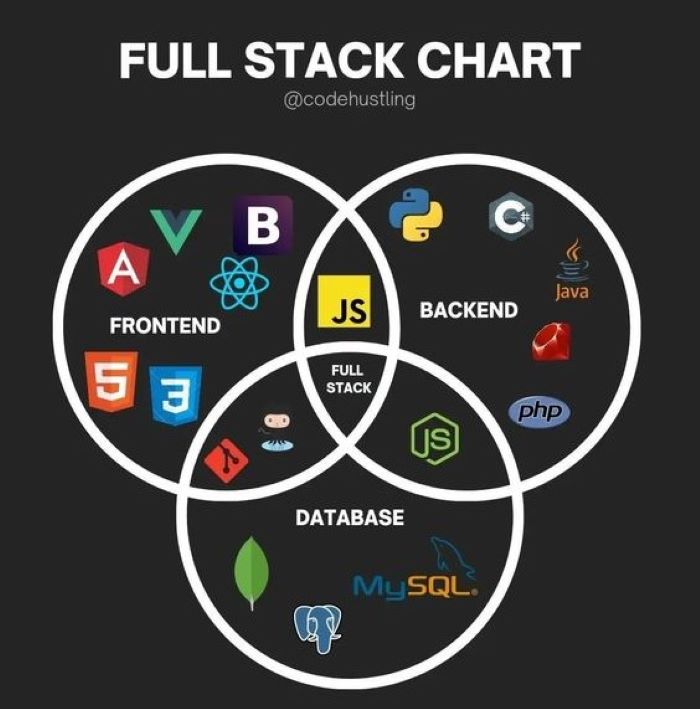 FULL STACK CHART
@codehustling
B
A
JS
C#
Java
FRONTEND
BACKEND
FULL
STACK
5
3
php
JS
DATABASE
MySQL®